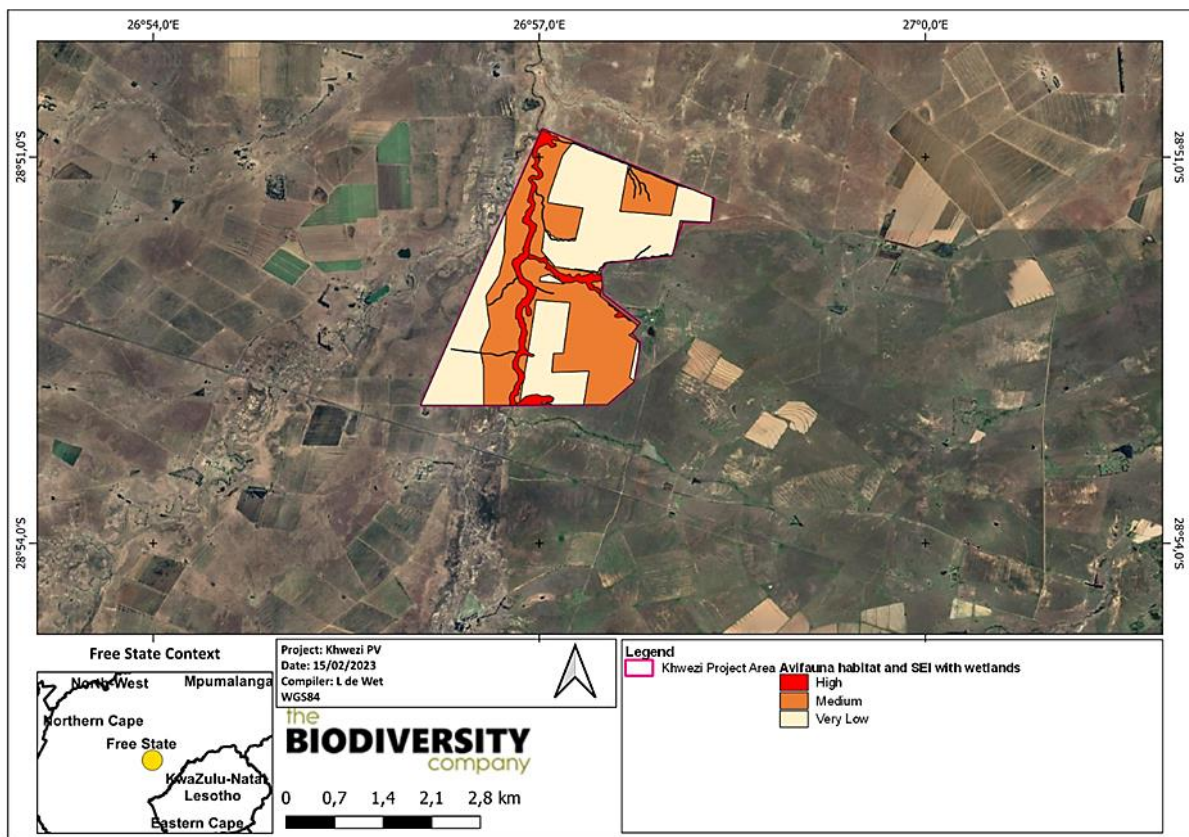 26°54,0'E
26°57,0'E
27°0,0'E
28°51,0'S
28°51,0'S
28°54,0'S
28°54,0'S
Free State Context
North-West
Mpumalanga
Northern Cape
Free State
KwaZulu-Natal
Lesotho
Eastern Cape
Project: Khwezi PV
Date: 15/02/2023
Compiler: L de Wet
WGS84
the
BIODIVERSITY
company
0 0,7 1,4 2,1 2,8 km
Legend
Khwezi Project Area
Avifauna habitat and SEI with wetlands
High
Medium
Very Low